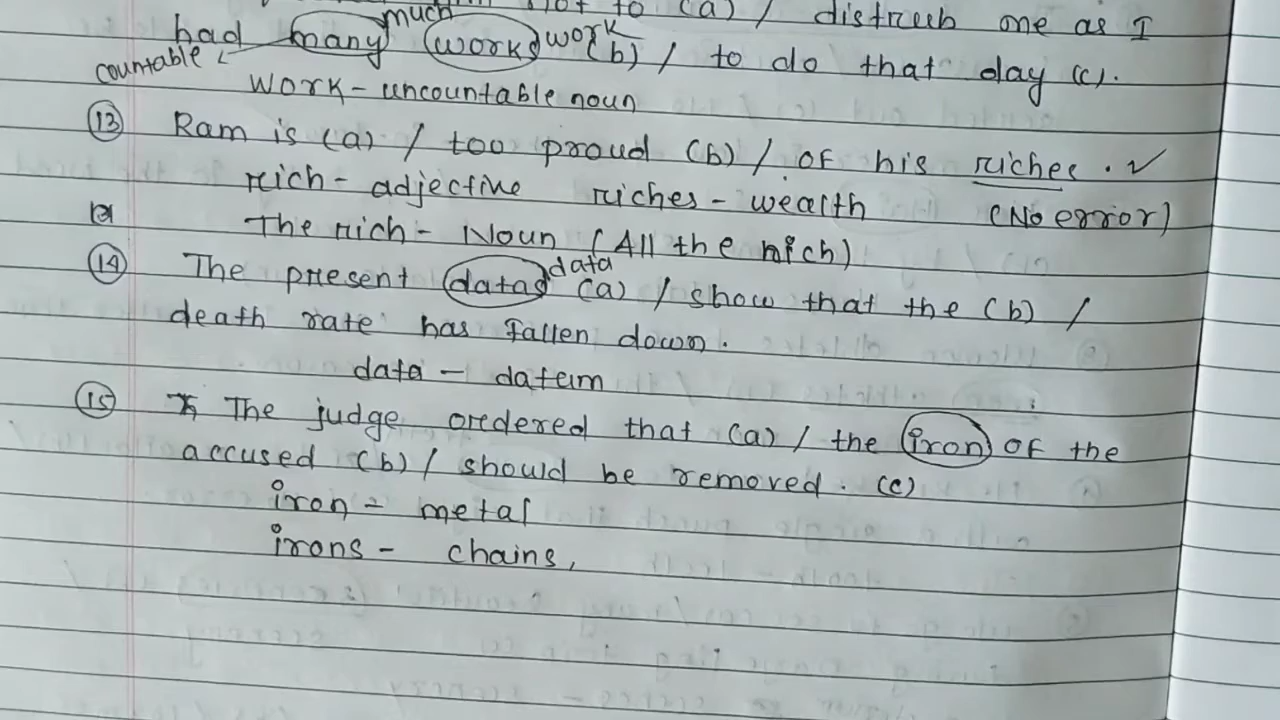 not to (a) / distrub one as I
much work
had many works (b) / to do that day (c).
countable
work - uncountable noun
13 Ram is (a) / too proud (b) / of his riches . ✓
rich - adjective riches - wealth (No error)
The rich - Noun (All the rich)
data
14 The present datas (a) / show that the (b) /
death rate has fallen down.
data - datum
15 The judge ordered that (a) / the iron of the
accused (b) / should be removed. (c)
iron - metal
irons - chains,